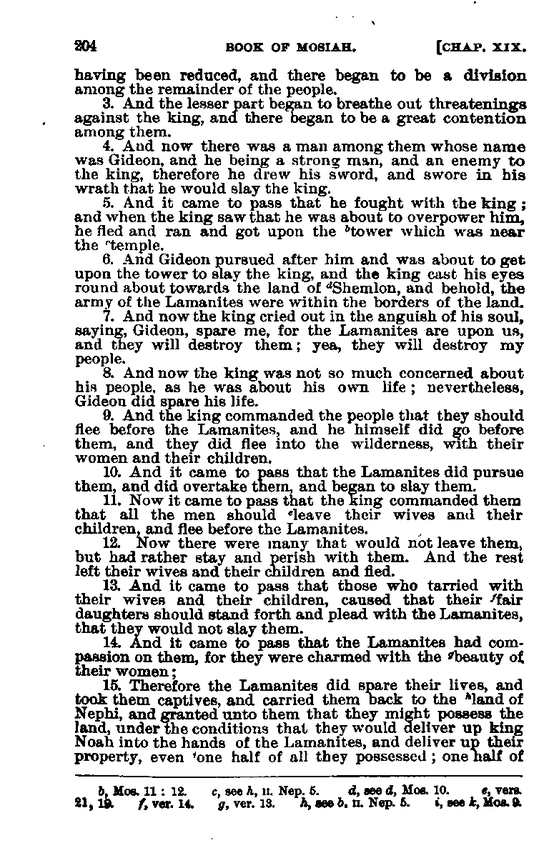 204 BOOK OF MOSIAH. [CHAP. XIX.
having been reduced, and there began to be a division
among the remainder of the people.
3. And the lesser part began to breathe out threatenings
against the king, and there began to be a great contention
among them.
4. And now there was a man among them whose name
was Gideon, and he being a strong man, and an enemy to
the king, therefore he drew his sword, and swore in his
wrath that he would slay the king.
5. And it came to pass that he fought with the king;
and when the king saw that he was about to overpower him,
he fled and ran and got upon the ᵇtower which was near
the ᶜtemple.
6. And Gideon pursued after him and was about to get
upon the tower to slay the king, and the king cast his eyes
round about towards the land of ᵈShemlon, and behold, the
army of the Lamanites were within the borders of the land.
7. And now the king cried out in the anguish of his soul,
saying, Gideon, spare me, for the Lamanites are upon us,
and they will destroy them; yea, they will destroy my
people.
8. And now the king was not so much concerned about
his people, as he was about his own life; nevertheless,
Gideon did spare his life.
9. And the king commanded the people that they should
flee before the Lamanites, and he himself did go before
them, and they did flee into the wilderness, with their
women and their children.
10. And it came to pass that the Lamanites did pursue
them, and did overtake them, and began to slay them.
11. Now it came to pass that the king commanded them
that all the men should ᵉleave their wives and their
children, and flee before the Lamanites.
12. Now there were many that would not leave them,
but had rather stay and perish with them. And the rest
left their wives and their children and fled.
13. And it came to pass that those who tarried with
their wives and their children, caused that their ᶠfair
daughters should stand forth and plead with the Lamanites,
that they would not slay them.
14. And it came to pass that the Lamanites had com-
passion on them, for they were charmed with the ᵍbeauty of
their women;
15. Therefore the Lamanites did spare their lives, and
took them captives, and carried them back to the ʰland of
Nephi, and granted unto them that they might possess the
land, under the conditions that they would deliver up king
Noah into the hands of the Lamanites, and deliver up their
property, even ⁱone half of all they possessed; one half of
b, Mos. 11 : 12. c, see h, II. Nep. 5. d, see d, Mos. 10. e, vers.
21, 19. f, ver. 14. g, ver. 13. h, see b, II. Nep. 5. i, see k, Mos. 9.